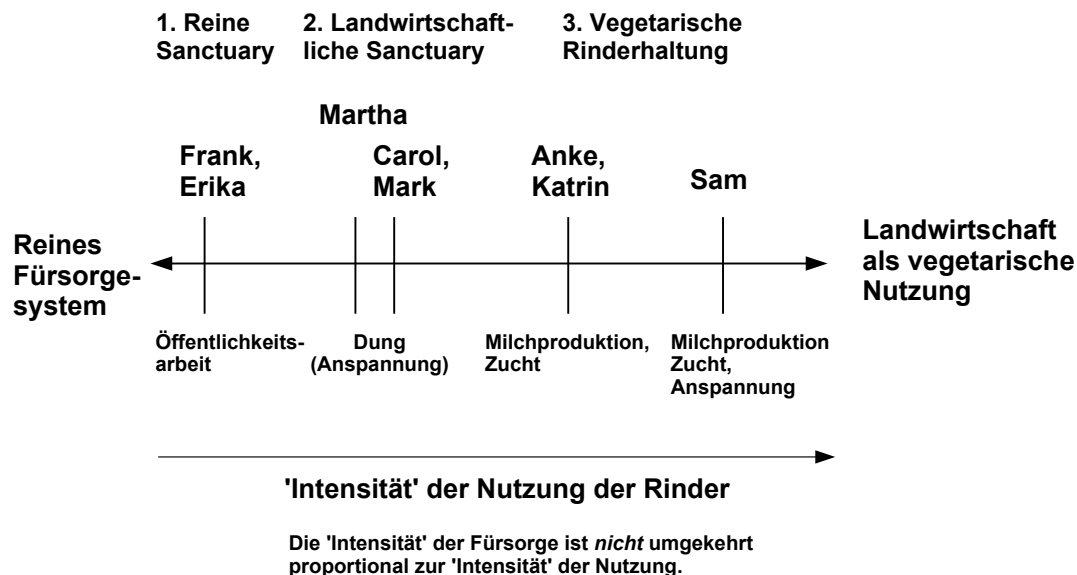 1. Reine
Sanctuary
2. Landwirtschaft-
liche Sanctuary
3. Vegetarische
Rinderhaltung
Martha
Frank,
Erika
Carol,
Mark
Anke,
Katrin
Sam
Reines
Fürsorge-
system
Landwirtschaft
als vegetarische
Nutzung
Öffentlichkeits-
arbeit
Dung
(Anspannung)
Milchproduktion,
Zucht
Milchproduktion
Zucht,
Anspannung
'Intensität' der Nutzung der Rinder
Die 'Intensität' der Fürsorge ist nicht umgekehrt
proportional zur 'Intensität' der Nutzung.